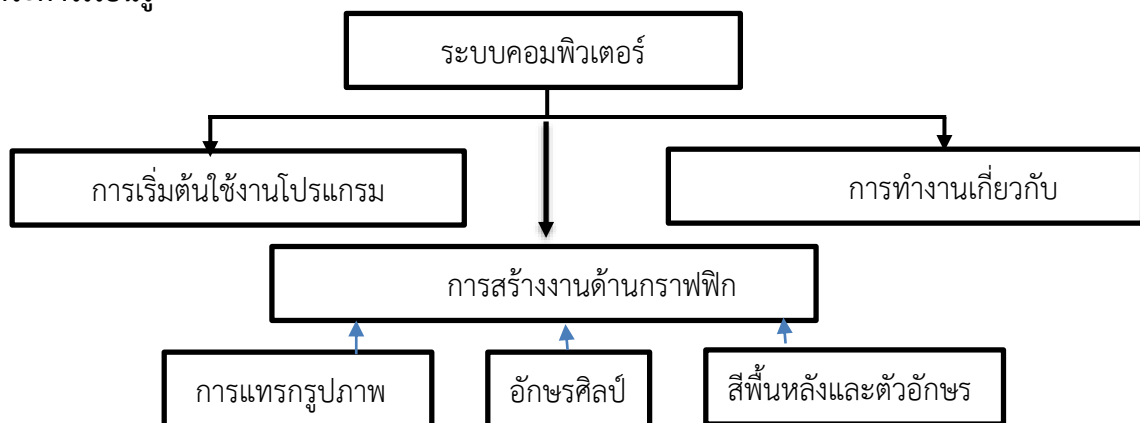 ระบบคอมพิวเตอร์
การเริ่มต้นใช้งานโปรแกรม
การทำงานเกี่ยวกับ
การสร้างงานด้านกราฟฟิก
การแทรกรูปภาพ
อักษรศิลป์
สีพื้นหลังและตัวอักษร